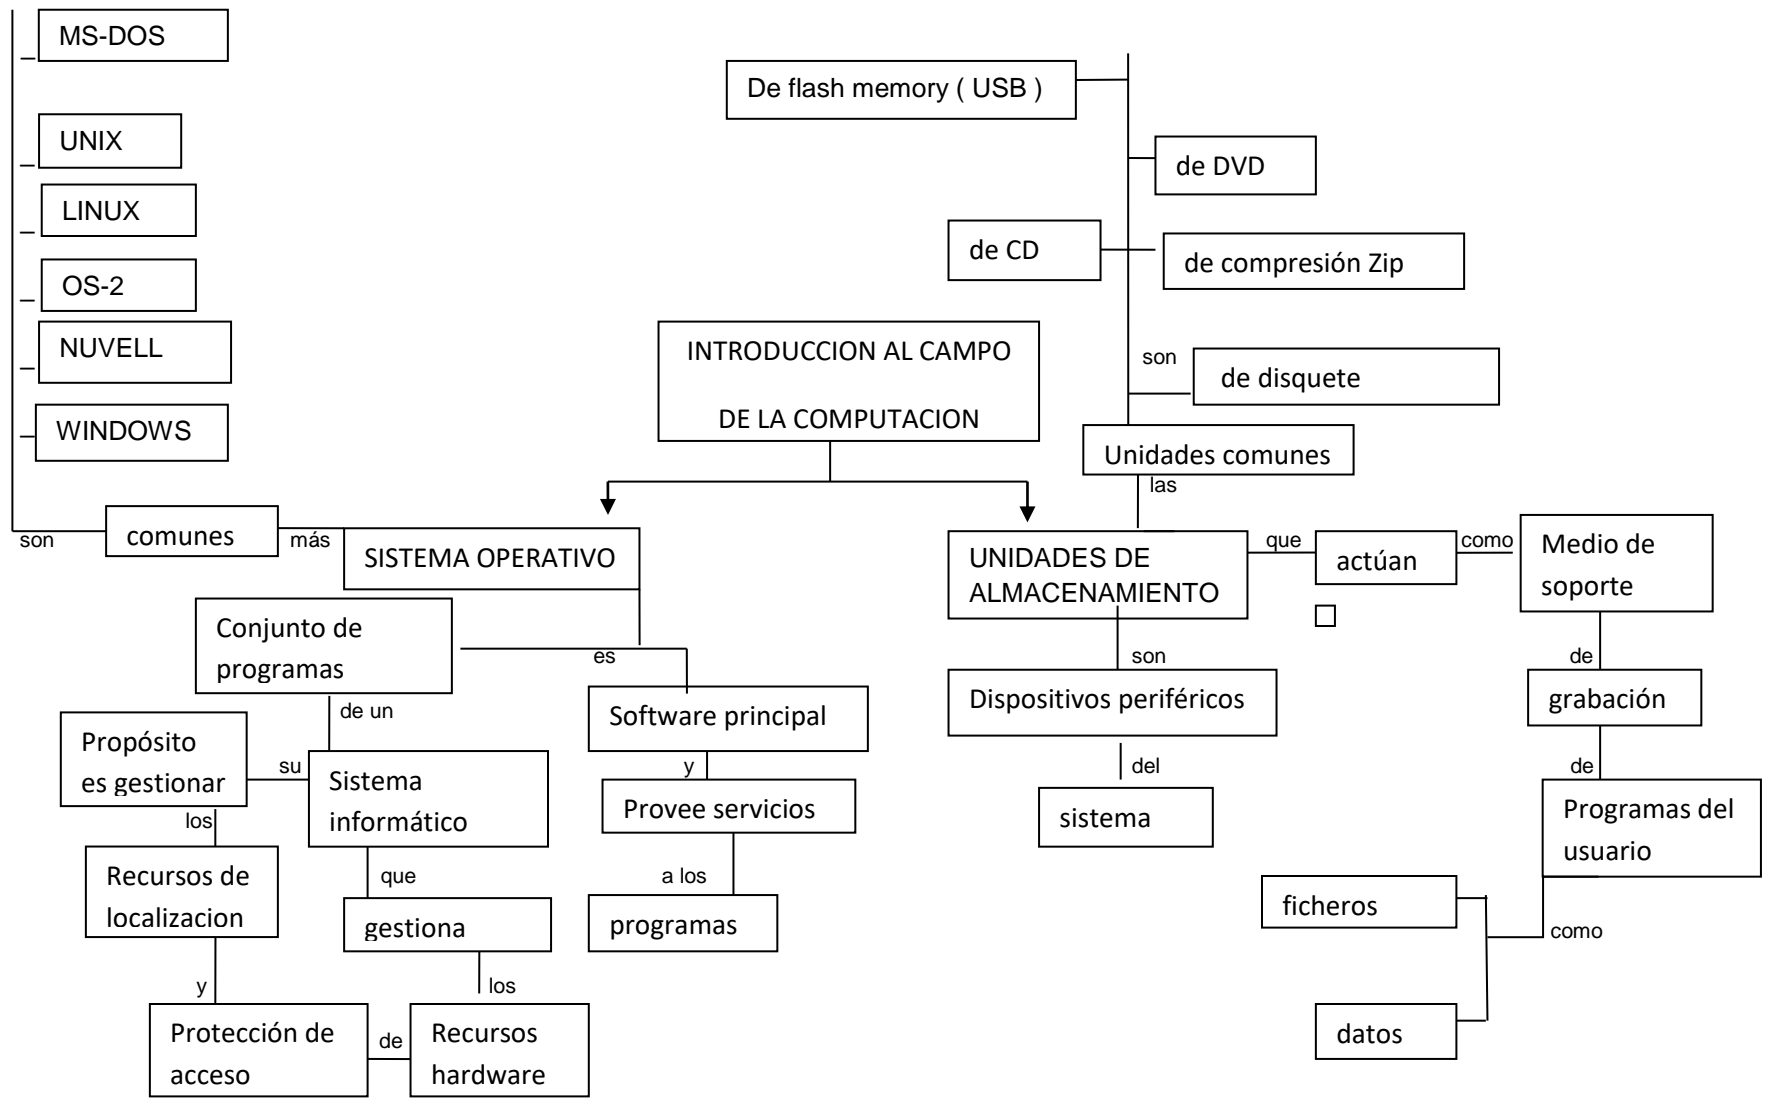 MS-DOS
UNIX
LINUX
OS-2
NUVELL
WINDOWS
son
comunes
más
De flash memory ( USB )
de DVD
de CD
de compresión Zip
son
de disquete
Unidades comunes
las
INTRODUCCION AL CAMPO
DE LA COMPUTACION
SISTEMA OPERATIVO
es
Conjunto de
programas
de un
Sistema
informático
su
Propósito
es gestionar
los
Recursos de
localizacion
y
Protección de
acceso
de
que
gestiona
los
Recursos
hardware
Software principal
y
Provee servicios
a los
programas
UNIDADES DE
ALMACENAMIENTO
son
Dispositivos periféricos
del
sistema
que
actúan
como
Medio de
soporte
de
grabación
de
Programas del
usuario
como
ficheros
datos